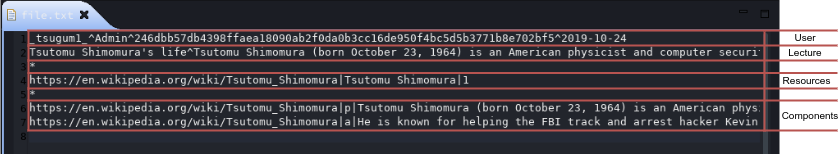 file.txt
1 _tsugum1_^Admin^246dbb57db4398ffaea18090ab2f0da0b3cc16de950f4bc5d5b3771b8e702bf5^2019-10-24 User
2 Tsutomu Shimomura's life^Tsutomu Shimomura (born October 23, 1964) is an American physicist and computer securi Lecture
3 *
4 https://en.wikipedia.org/wiki/Tsutomu_Shimomura|Tsutomu Shimomura|1 Resources
5 *
6 https://en.wikipedia.org/wiki/Tsutomu_Shimomura|p|Tsutomu Shimomura (born October 23, 1964) is an American phys
Components
7 https://en.wikipedia.org/wiki/Tsutomu_Shimomura|a|He is known for helping the FBI track and arrest hacker Kevin
8